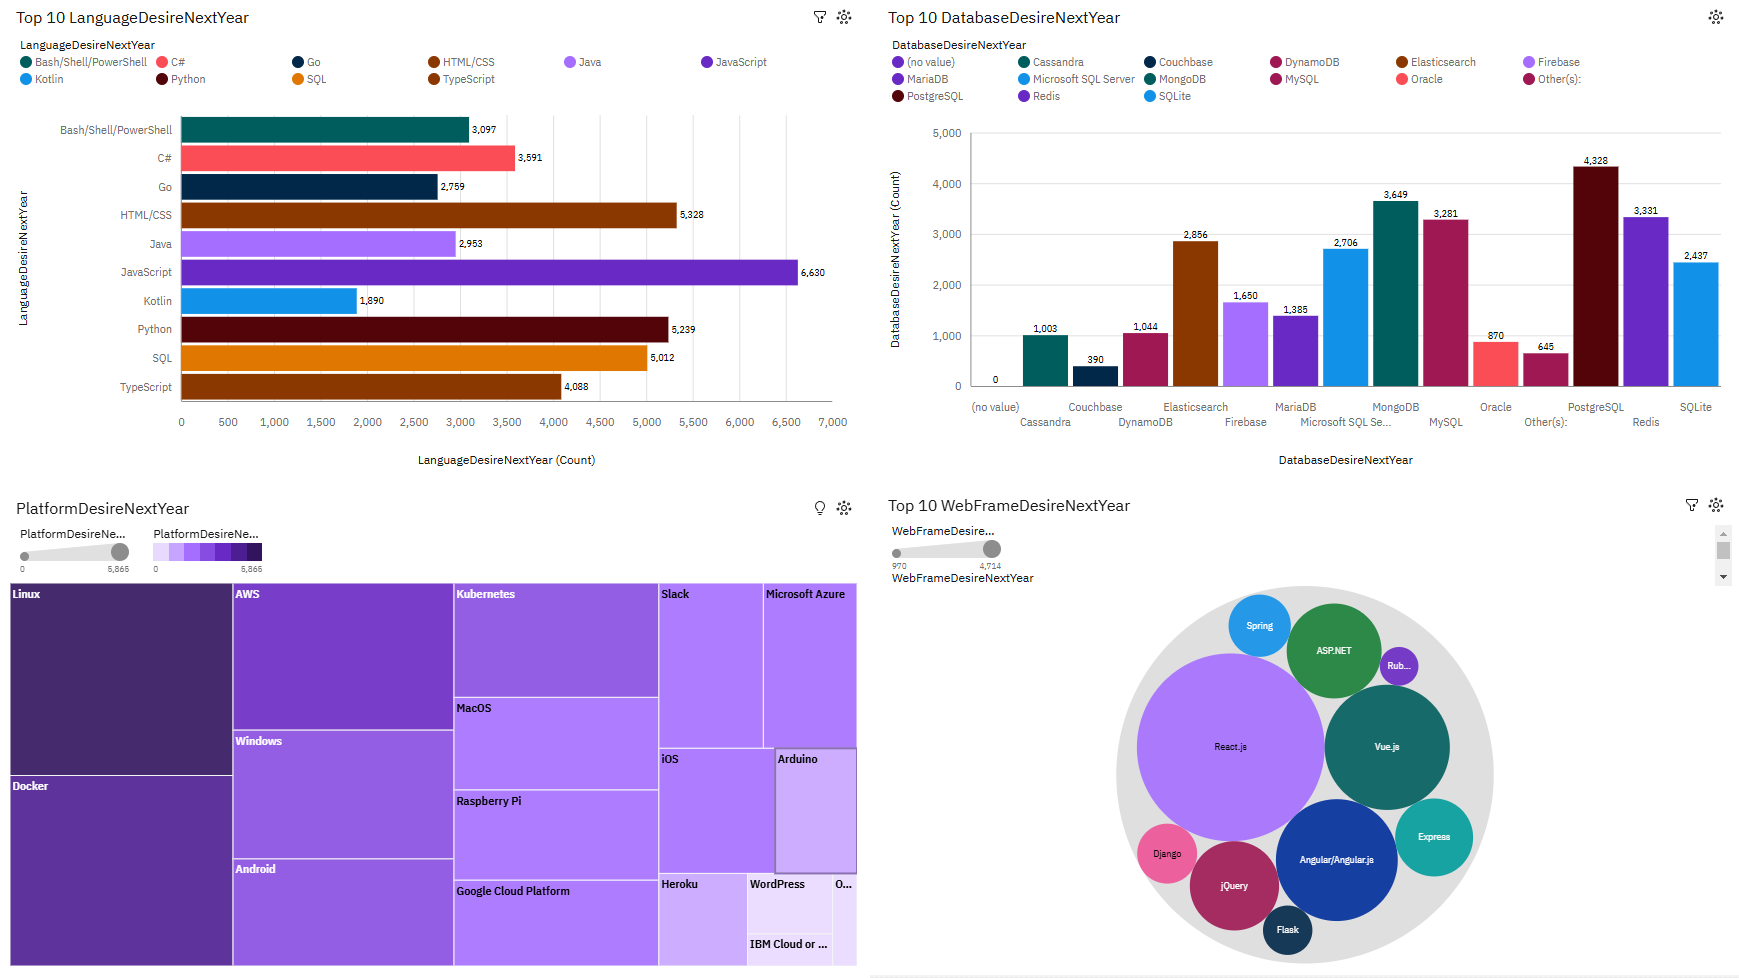 Top 10 LanguageDesireNextYear
LanguageDesireNextYear
Bash/Shell/PowerShell C# Go HTML/CSS Java JavaScript
Kotlin Python SQL TypeScript
LanguageDesireNextYear
Bash/Shell/PowerShell 3,097
C# 3,591
Go 2,759
HTML/CSS 5,328
Java 2,953
JavaScript 6,630
Kotlin 1,890
Python 5,239
SQL 5,012
TypeScript 4,088
0 500 1,000 1,500 2,000 2,500 3,000 3,500 4,000 4,500 5,000 5,500 6,000 6,500 7,000
LanguageDesireNextYear (Count)
Top 10 DatabaseDesireNextYear
DatabaseDesireNextYear
(no value) Cassandra Couchbase DynamoDB Elasticsearch Firebase
MariaDB Microsoft SQL Server MongoDB MySQL Oracle Other(s):
PostgreSQL Redis SQLite
DatabaseDesireNextYear (Count)
5,000
4,000
3,000
2,000
1,000
0
0 1,003 390 1,044 2,856 1,650 1,385 2,706 3,649 3,281 870 645 4,328 3,331 2,437
(no value) Couchbase Elasticsearch MariaDB MongoDB Oracle PostgreSQL SQLite
Cassandra DynamoDB Firebase Microsoft SQL Se... MySQL Other(s): Redis
DatabaseDesireNextYear
PlatformDesireNextYear
PlatformDesireNe... PlatformDesireNe...
0 5,865 0 5,865
Linux
Docker
AWS
Windows
Android
Kubernetes
MacOS
Raspberry Pi
Google Cloud Platform
Slack
Microsoft Azure
iOS
Arduino
Heroku
WordPress
O...
IBM Cloud or ...
Top 10 WebFrameDesireNextYear
WebFrameDesire...
970 4,714
WebFrameDesireNextYear
Spring
ASP.NET
Rub...
React.js
Vue.js
Express
Django
Angular/Angular.js
jQuery
Flask